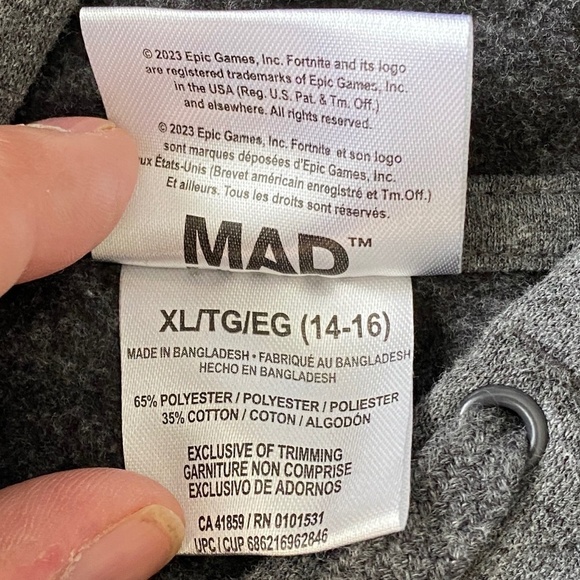 © 2023 Epic Games, Inc. Fortnite and its logo
are registered trademarks of Epic Games, Inc.
in the USA (Reg. U.S. Pat. & Tm. Off.)
and elsewhere. All rights reserved.
© 2023 Epic Games, Inc. Fortnite et son logo
sont marques déposées d'Epic Games, Inc.
ux États-Unis (Brevet américain enregistré et Tm.Off.)
Et ailleurs. Tous les droits sont réservés.
MAD™
XL/TG/EG (14-16)
MADE IN BANGLADESH • FABRIQUÉ AU BANGLADESH
HECHO EN BANGLADESH
65% POLYESTER / POLYESTER / POLIESTER
35% COTTON / COTON / ALGODÓN
EXCLUSIVE OF TRIMMING
GARNITURE NON COMPRISE
EXCLUSIVO DE ADORNOS
CA 41859 / RN 0101531
UPC / CUP 686216962846